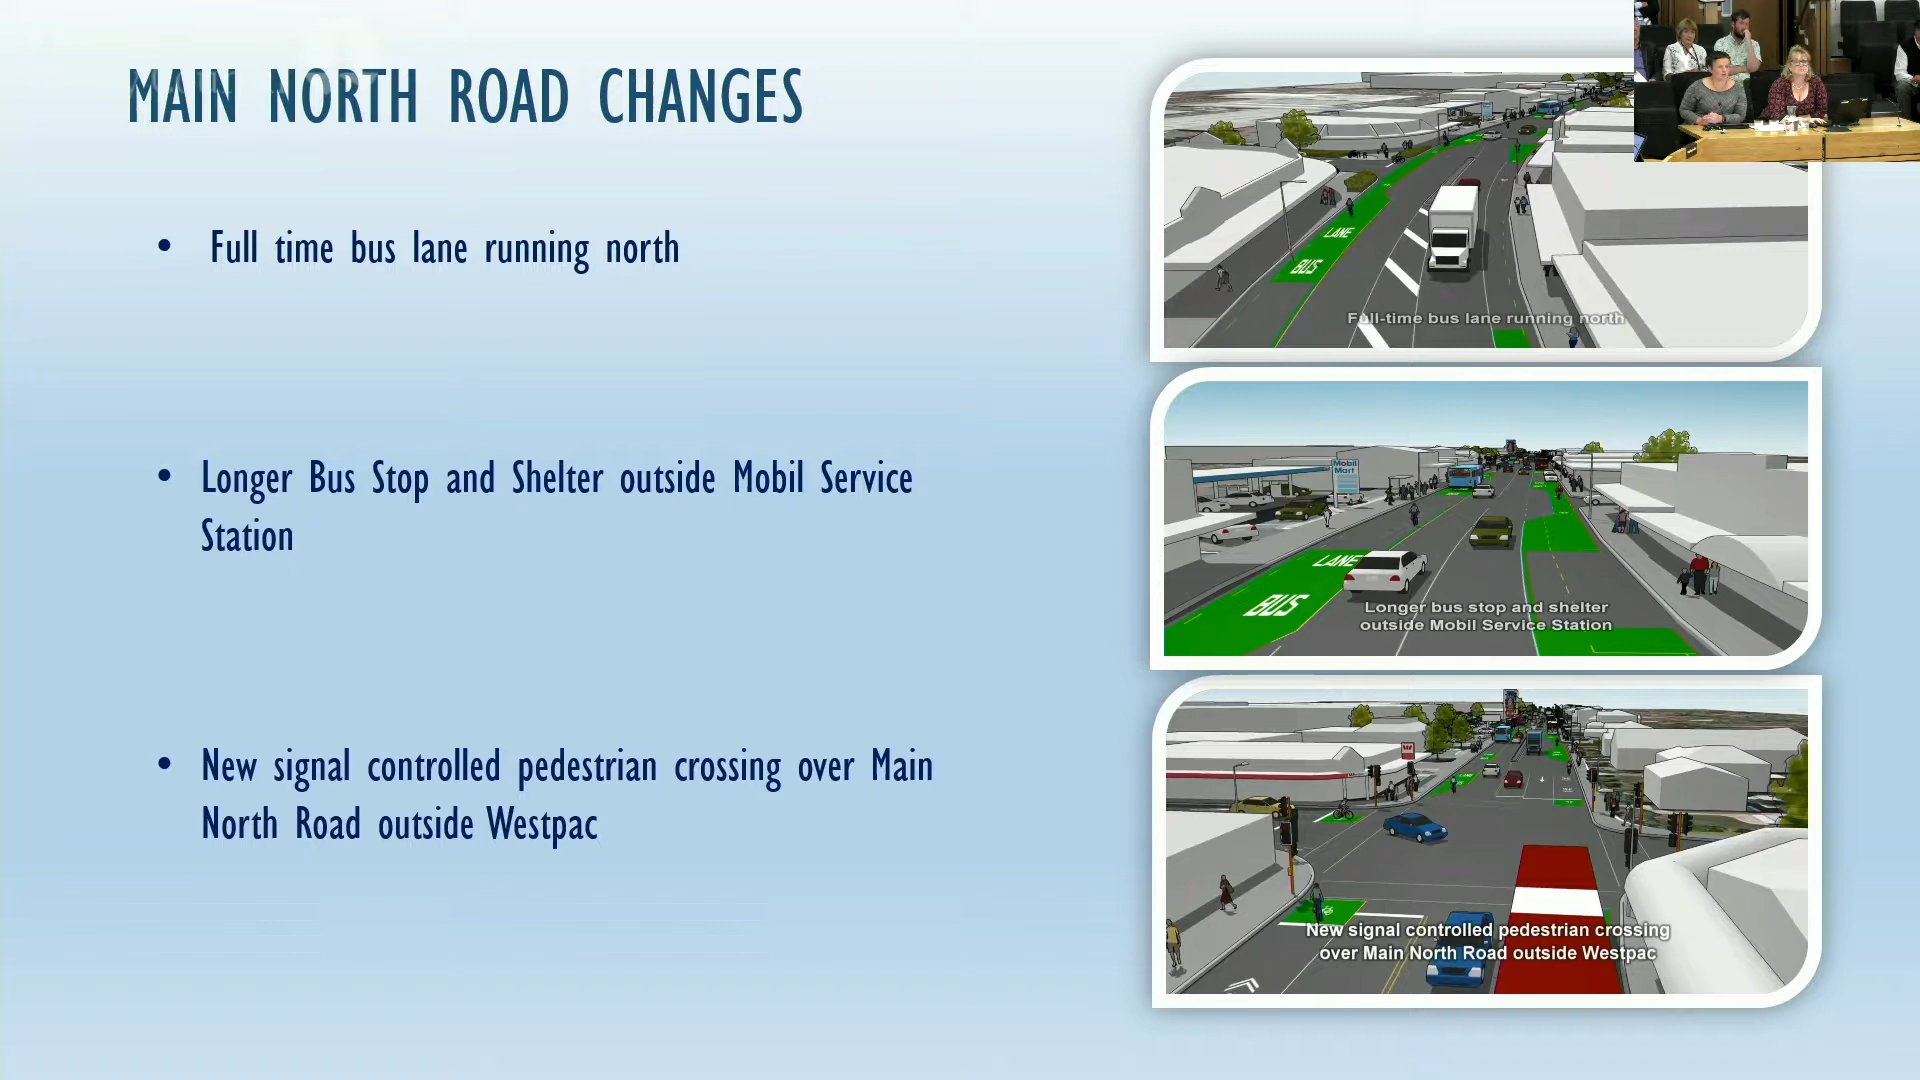 MAIN NORTH ROAD CHANGES
• Full time bus lane running north
• Longer Bus Stop and Shelter outside Mobil Service
Station
• New signal controlled pedestrian crossing over Main
North Road outside Westpac
LANE
BUS
Full-time bus lane running north
Mobil
Mart
LANE
BUS
Longer bus stop and shelter
outside Mobil Service Station
New signal controlled pedestrian crossing
over Main North Road outside Westpac